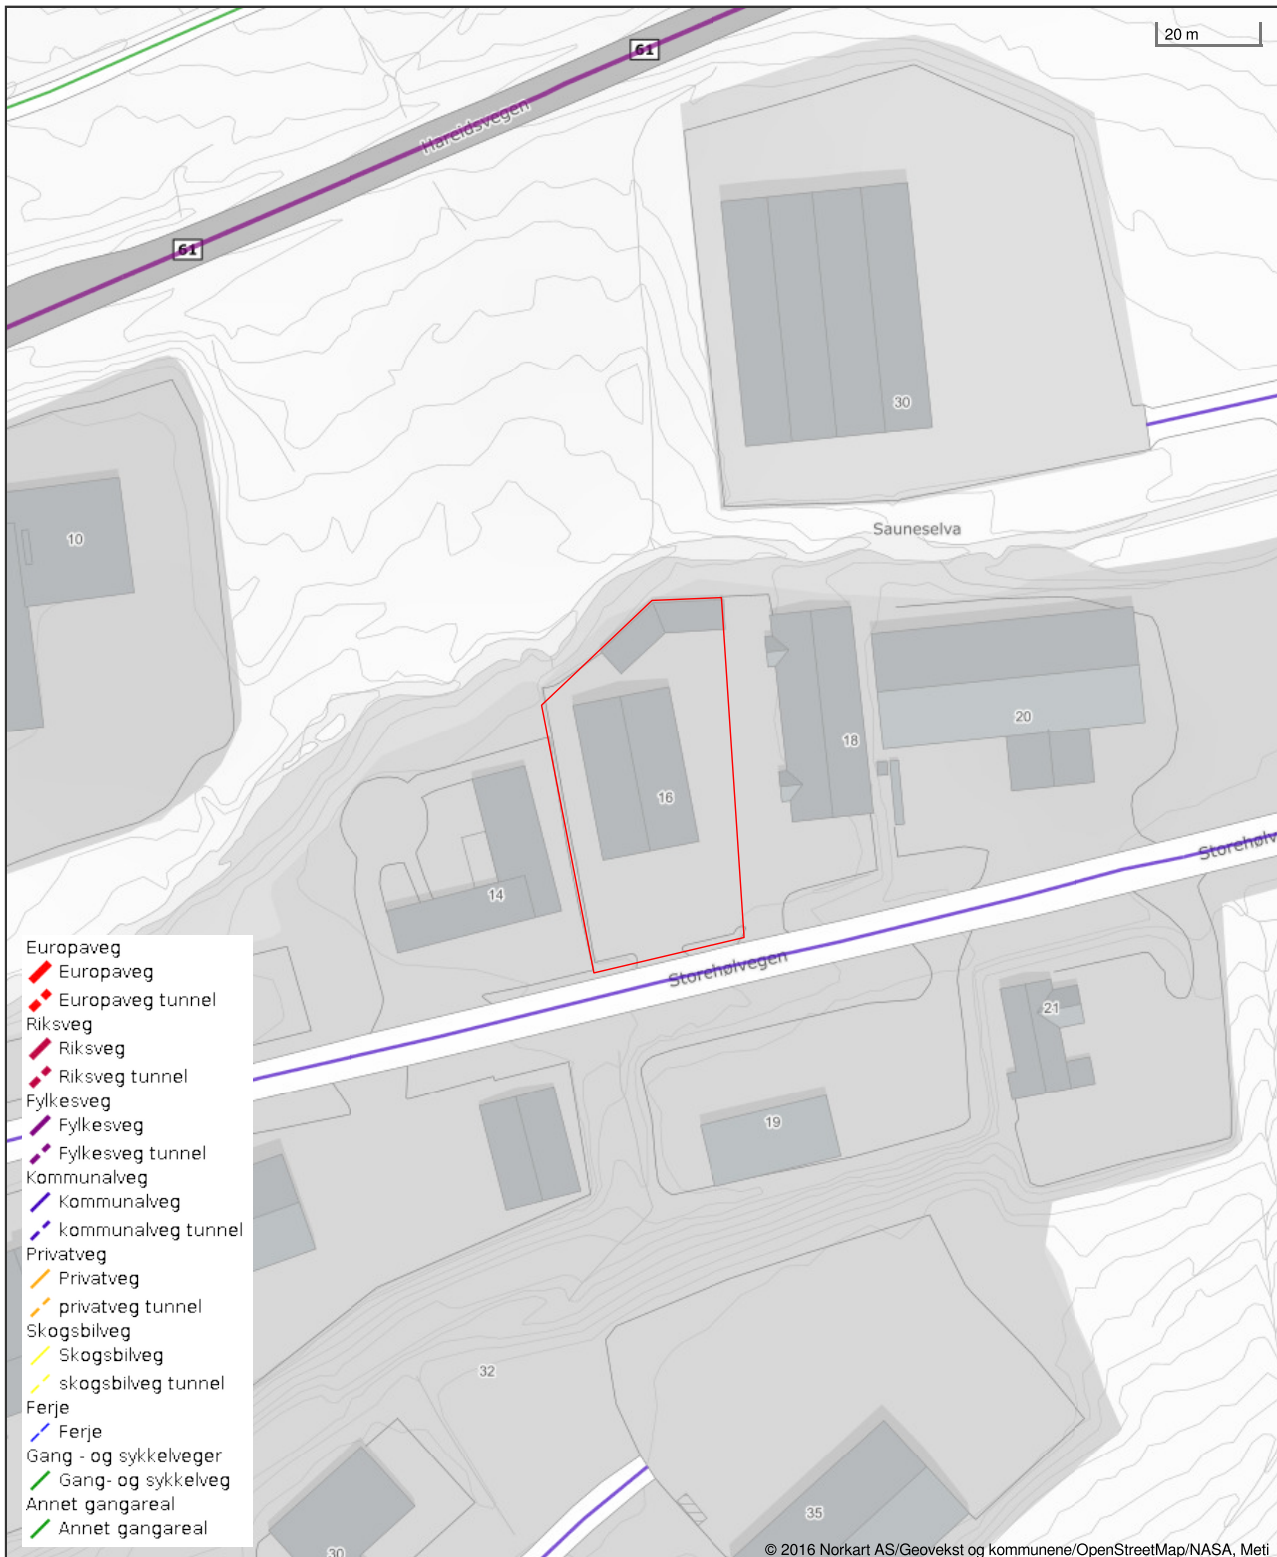 20 m
61
Hareidsvegen
61
30
Sauneselva
10
20
18
16
14
Storehølv
Storehølvegen
21
19
32
35
30
Europaveg
Europaveg
Europaveg tunnel
Riksveg
Riksveg
Riksveg tunnel
Fylkesveg
Fylkesveg
Fylkesveg tunnel
Kommunalveg
Kommunalveg
kommunalveg tunnel
Privatveg
Privatveg
privatveg tunnel
Skogsbilveg
Skogsbilveg
skogsbilveg tunnel
Ferje
Ferje
Gang - og sykkelveger
Gang- og sykkelveg
Annet gangareal
Annet gangareal
© 2016 Norkart AS/Geovekst og kommunene/OpenStreetMap/NASA, Meti